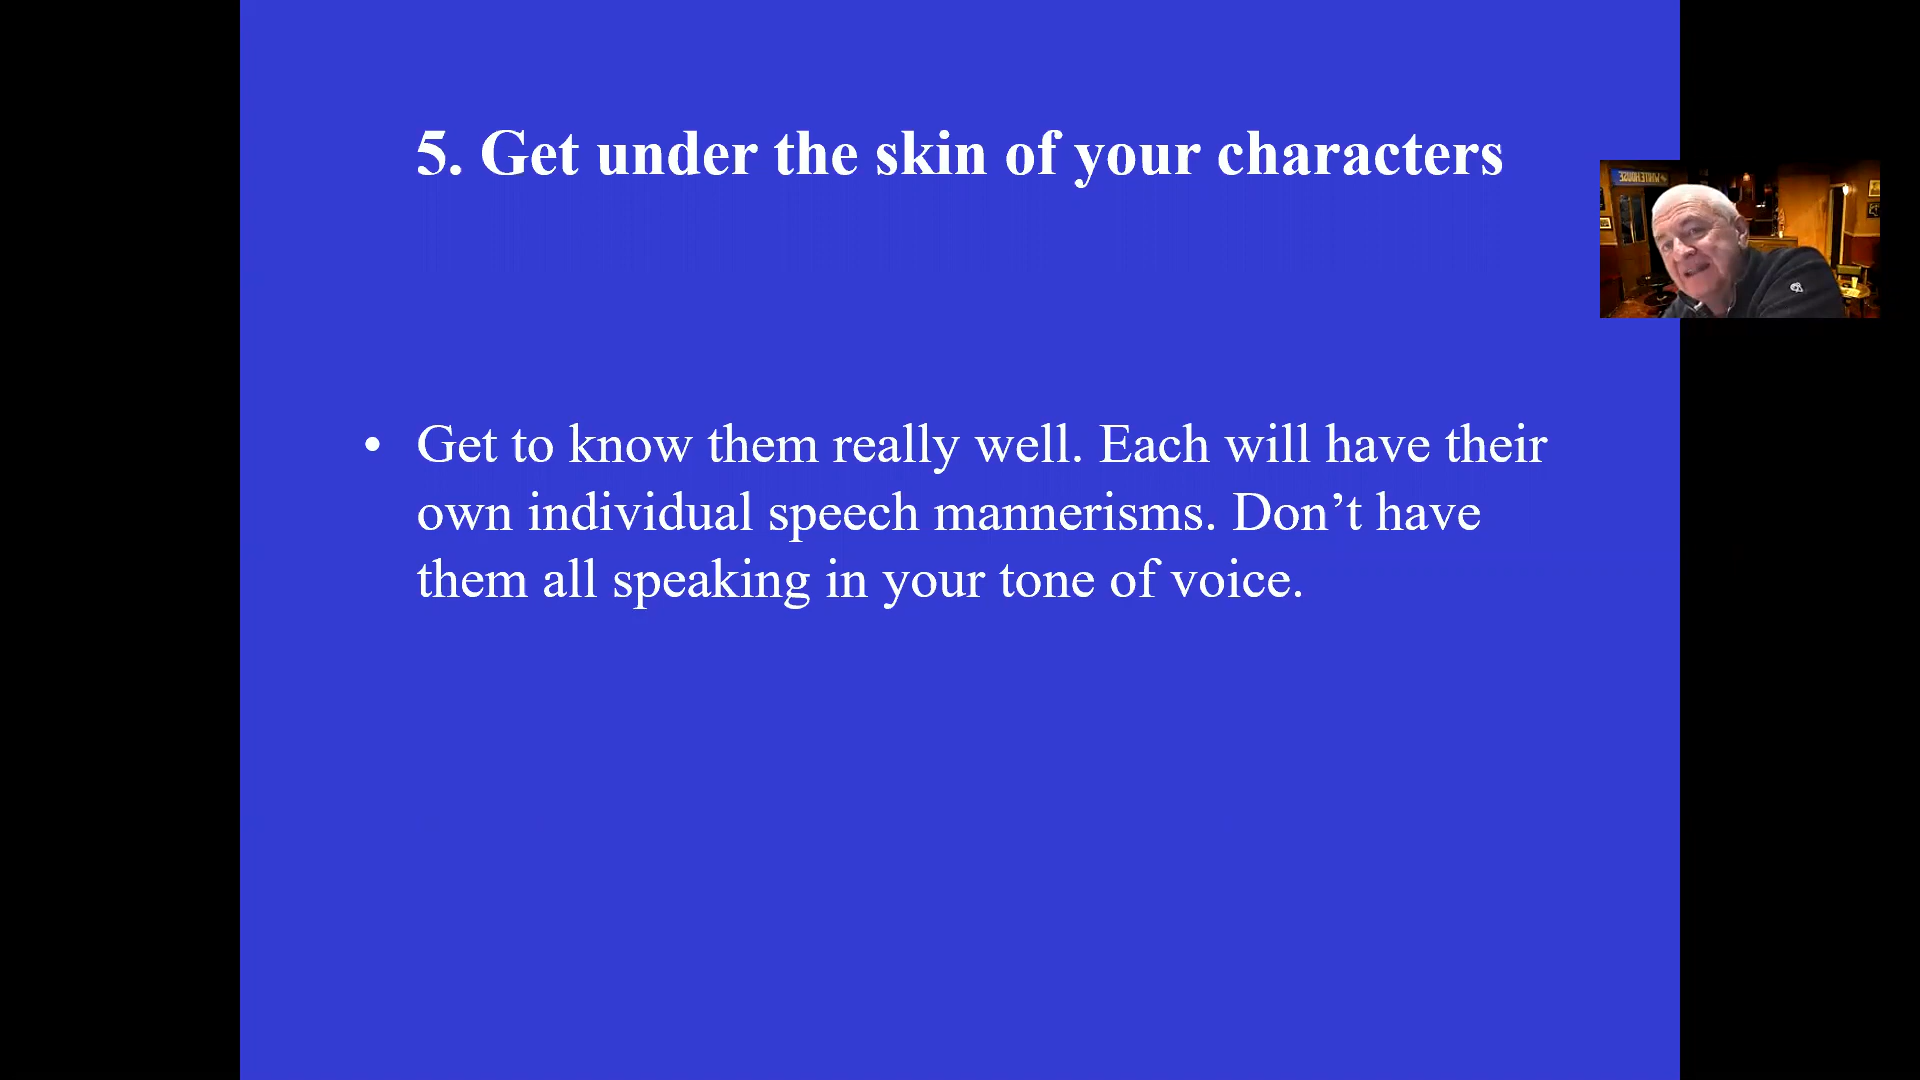 5. Get under the skin of your characters
WHITEHOUSE
• Get to know them really well. Each will have their
own individual speech mannerisms. Don’t have
them all speaking in your tone of voice.